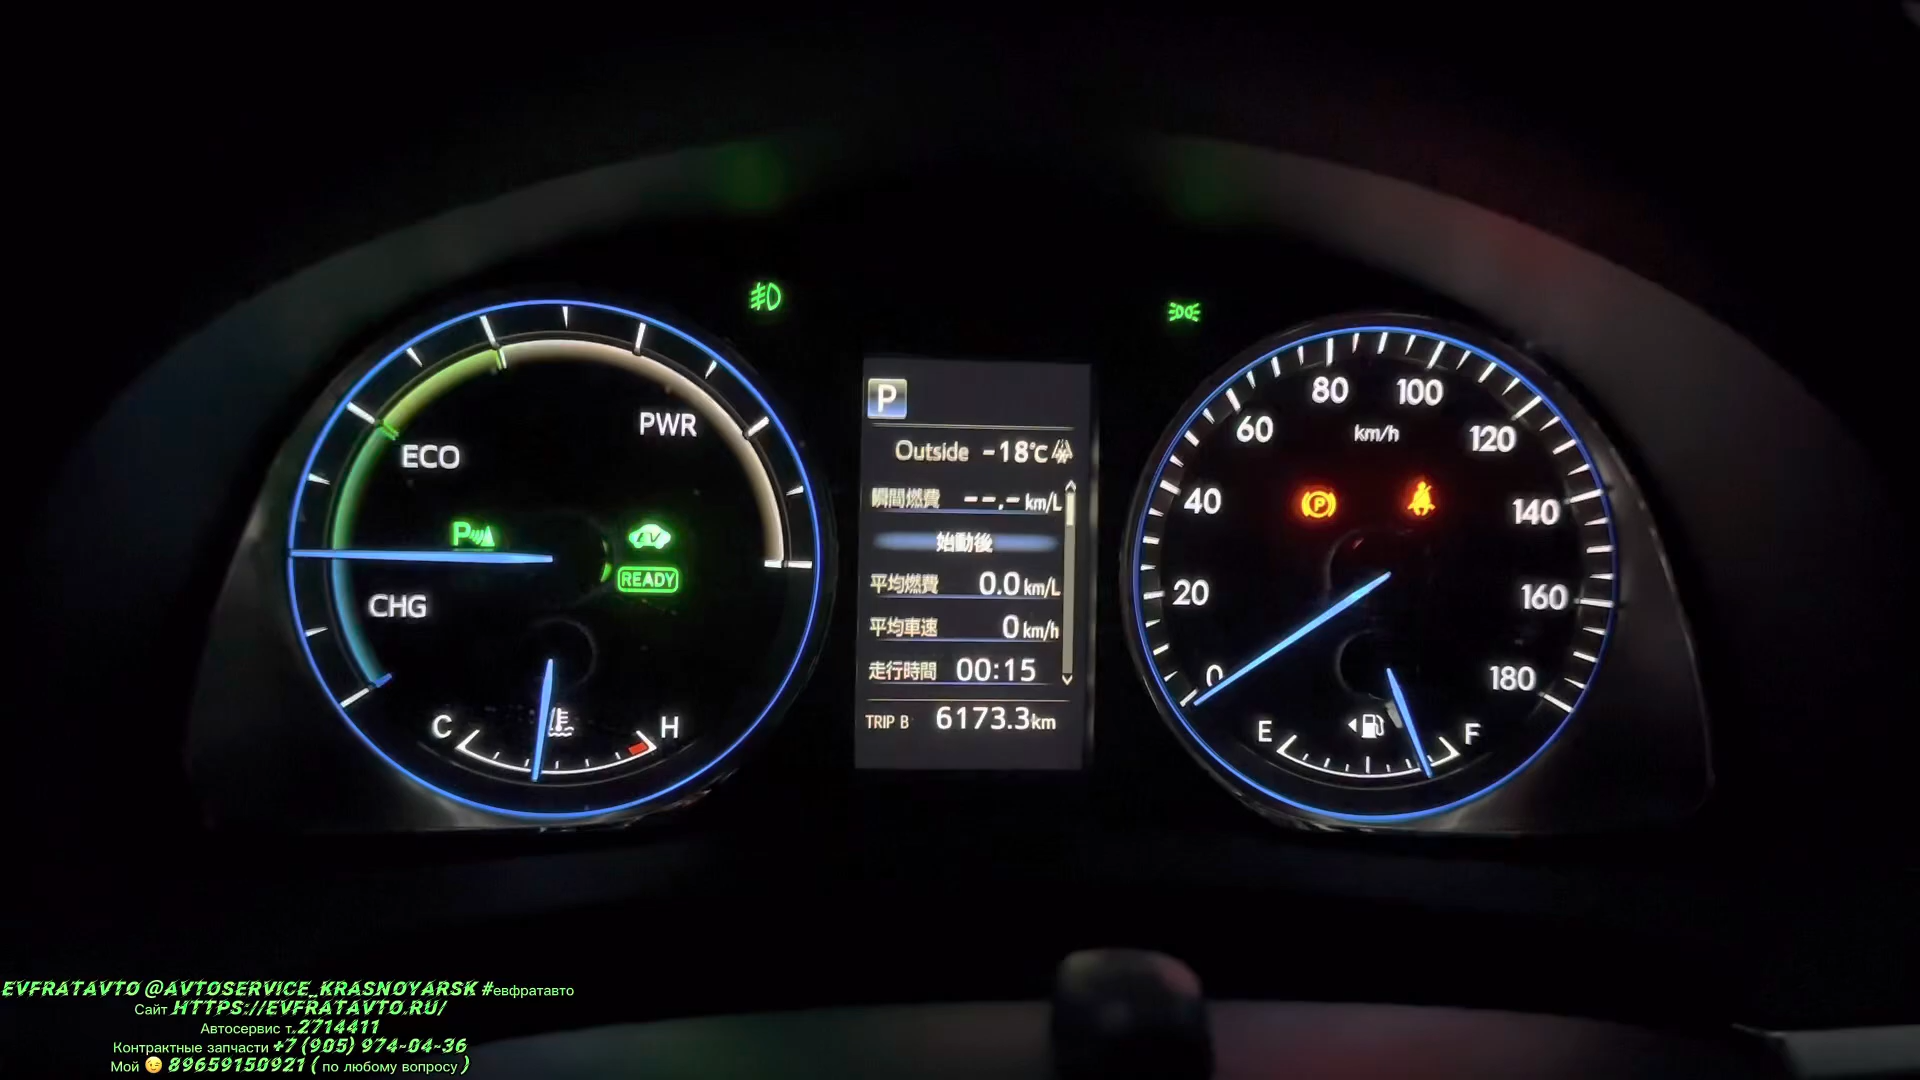 PWR
ECO
P
EV
READY
CHG
C
H
P
Outside -18℃
瞬間燃費 --.- km/L
始動後
平均燃費 0.0 km/L
平均車速 0 km/h
走行時間 00:15
TRIP B 6173.3 km
0
20
40
60
80
100
120
140
160
180
km/h
P
E
F
EVFRATAVTO @AVTOSERVICE_KRASNOYARSK #евфратавто
Сайт HTTPS://EVFRATAVTO.RU/
Автосервис т.2714411
Контрактные запчасти +7 (905) 974-04-36
Мой 😉 89659150921 ( по любому вопросу )